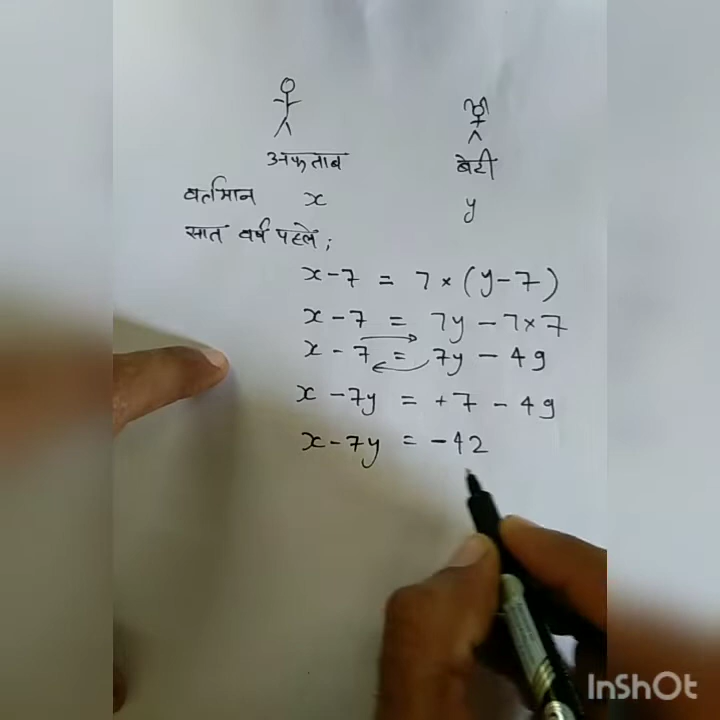 अफताब बेटी
वर्तमान x y
सात वर्ष पहले;
x-7 = 7×(y-7)
x-7 = 7y-7×7
x-7 = 7y-49
x-7y = +7-49
x-7y = -42
InShOt